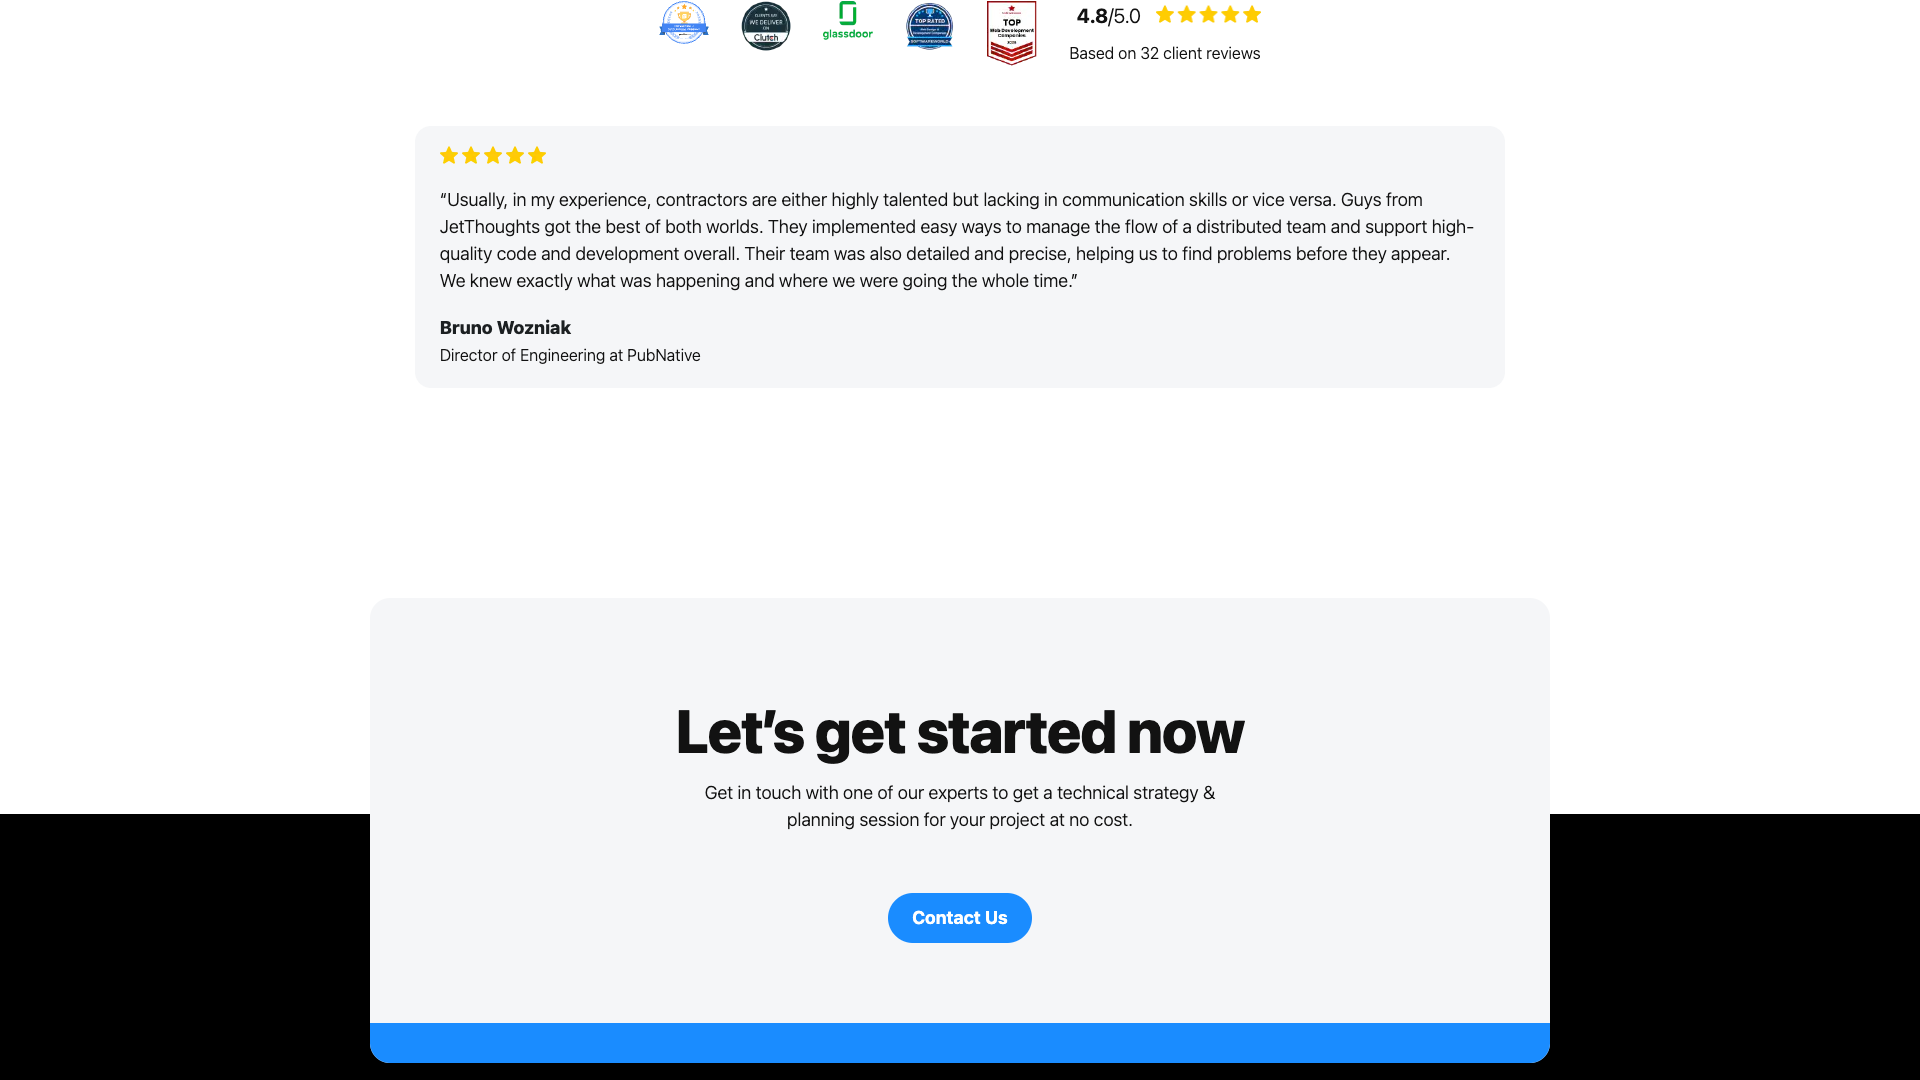 CLIENTS SAY
WE DELIVER
ON
Clutch
glassdoor
TOP RATED
SOFTWAREWORLD
TOP
Web Development
Companies
4.8/5.0
Based on 32 client reviews
“Usually, in my experience, contractors are either highly talented but lacking in communication skills or vice versa. Guys from
JetThoughts got the best of both worlds. They implemented easy ways to manage the flow of a distributed team and support high-
quality code and development overall. Their team was also detailed and precise, helping us to find problems before they appear.
We knew exactly what was happening and where we were going the whole time.”
Bruno Wozniak
Director of Engineering at PubNative
Let’s get started now
Get in touch with one of our experts to get a technical strategy &
planning session for your project at no cost.
Contact Us